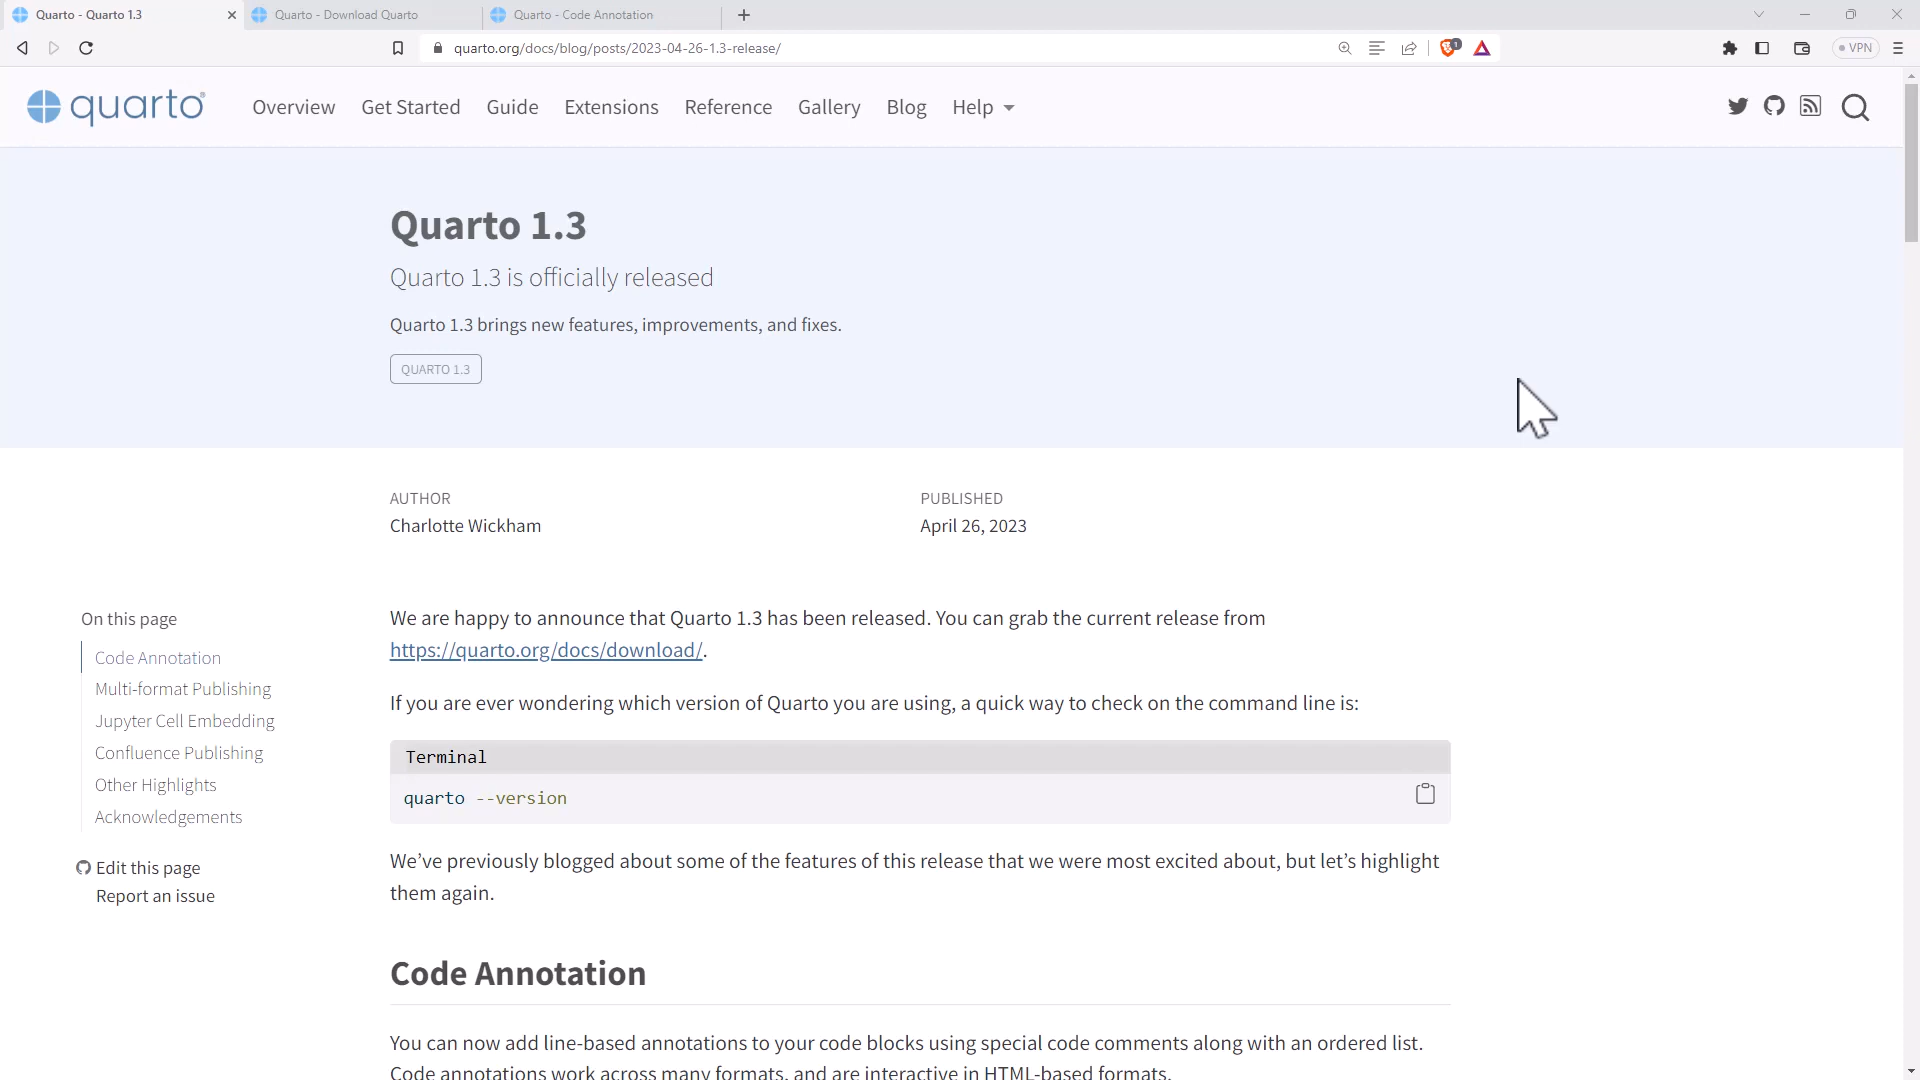 Quarto - Quarto 1.3
Quarto - Download Quarto
Quarto - Code Annotation
quarto.org/docs/blog/posts/2023-04-26-1.3-release/
1
VPN
quarto®
Overview
Get Started
Guide
Extensions
Reference
Gallery
Blog
Help
Quarto 1.3
Quarto 1.3 is officially released
Quarto 1.3 brings new features, improvements, and fixes.
QUARTO 1.3
AUTHOR
Charlotte Wickham
PUBLISHED
April 26, 2023
On this page
Code Annotation
Multi-format Publishing
Jupyter Cell Embedding
Confluence Publishing
Other Highlights
Acknowledgements
Edit this page
Report an issue
We are happy to announce that Quarto 1.3 has been released. You can grab the current release from
https://quarto.org/docs/download/.
If you are ever wondering which version of Quarto you are using, a quick way to check on the command line is:
Terminal
quarto --version
We’ve previously blogged about some of the features of this release that we were most excited about, but let’s highlight
them again.
Code Annotation
You can now add line-based annotations to your code blocks using special code comments along with an ordered list.
Code annotations work across many formats, and are interactive in HTML-based formats.